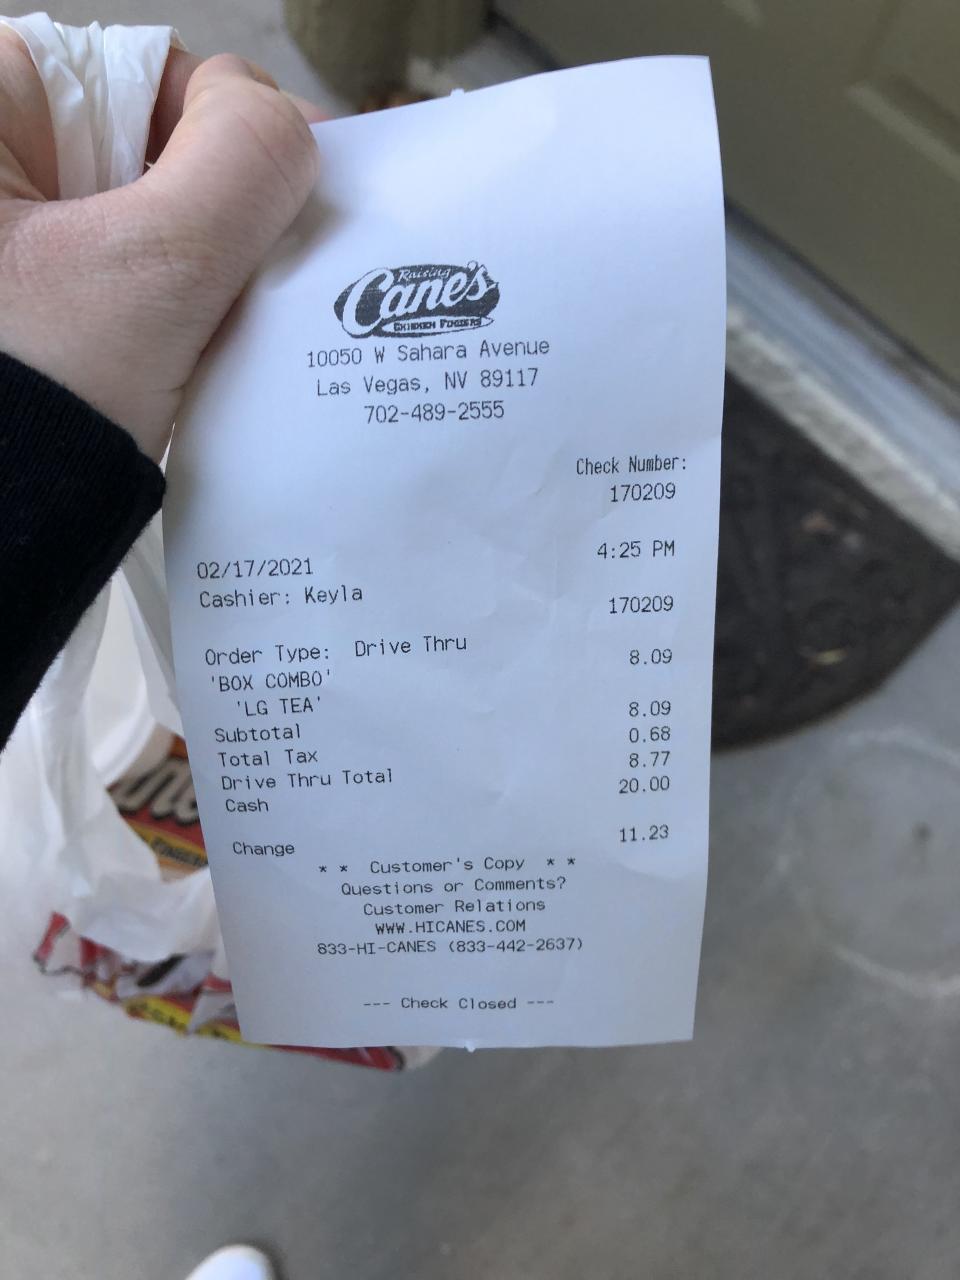 Raising
Cane's
CHICKEN FINGERS
10050 W Sahara Avenue
Las Vegas, NV 89117
702-489-2555
Check Number:
170209
02/17/2021 4:25 PM
Cashier: Keyla
170209
Order Type: Drive Thru
'BOX COMBO' 8.09
'LG TEA'
Subtotal 8.09
Total Tax 0.68
Drive Thru Total 8.77
Cash 20.00
Change 11.23
* * Customer's Copy * *
Questions or Comments?
Customer Relations
WWW.HICANES.COM
833-HI-CANES (833-442-2637)
--- Check Closed ---